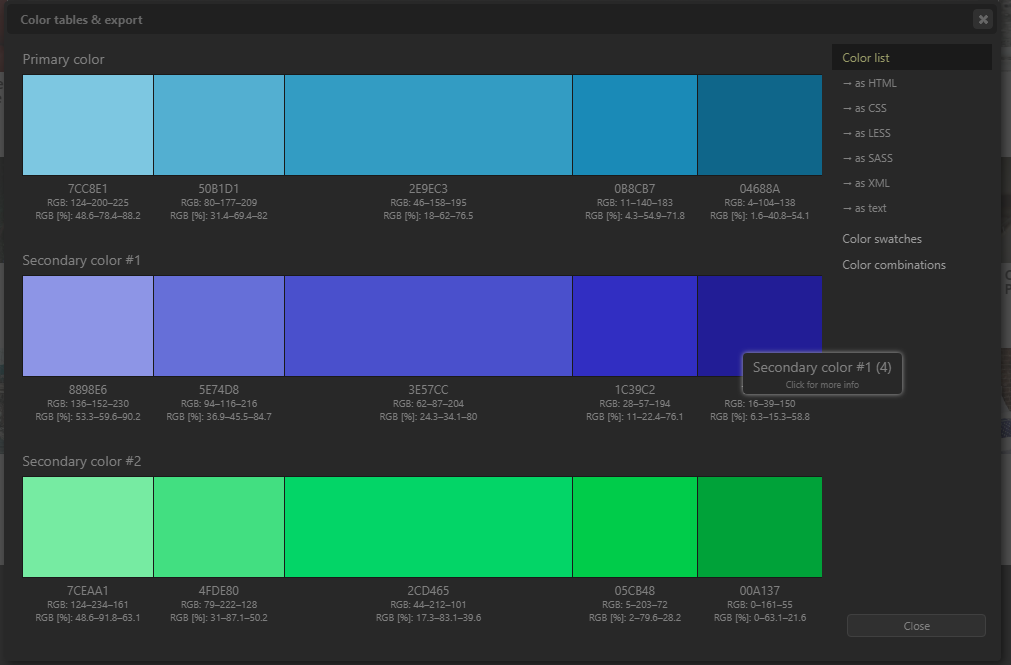 Color tables & export
Primary color
7CC8E1 50B1D1 2E9EC3 0B8CB7 04688A
RGB: 124–200–225 RGB: 80–177–209 RGB: 46–158–195 RGB: 11–140–183 RGB: 4–104–138
RGB [%]: 48.6–78.4–88.2 RGB [%]: 31.4–69.4–82 RGB [%]: 18–62–76.5 RGB [%]: 4.3–54.9–71.8 RGB [%]: 1.6–40.8–54.1
Secondary color #1
8898E6 5E74D8 3E57CC 1C39C2
RGB: 136–152–230 RGB: 94–116–216 RGB: 62–87–204 RGB: 28–57–194 RGB: 16–39–150
RGB [%]: 53.3–59.6–90.2 RGB [%]: 36.9–45.5–84.7 RGB [%]: 24.3–34.1–80 RGB [%]: 11–22.4–76.1 RGB [%]: 6.3–15.3–58.8
Secondary color #1 (4)
Click for more info
Secondary color #2
7CEAA1 4FDE80 2CD465 05CB48 00A137
RGB: 124–234–161 RGB: 79–222–128 RGB: 44–212–101 RGB: 5–203–72 RGB: 0–161–55
RGB [%]: 48.6–91.8–63.1 RGB [%]: 31–87.1–50.2 RGB [%]: 17.3–83.1–39.6 RGB [%]: 2–79.6–28.2 RGB [%]: 0–63.1–21.6
Color list
→ as HTML
→ as CSS
→ as LESS
→ as SASS
→ as XML
→ as text
Color swatches
Color combinations
Close